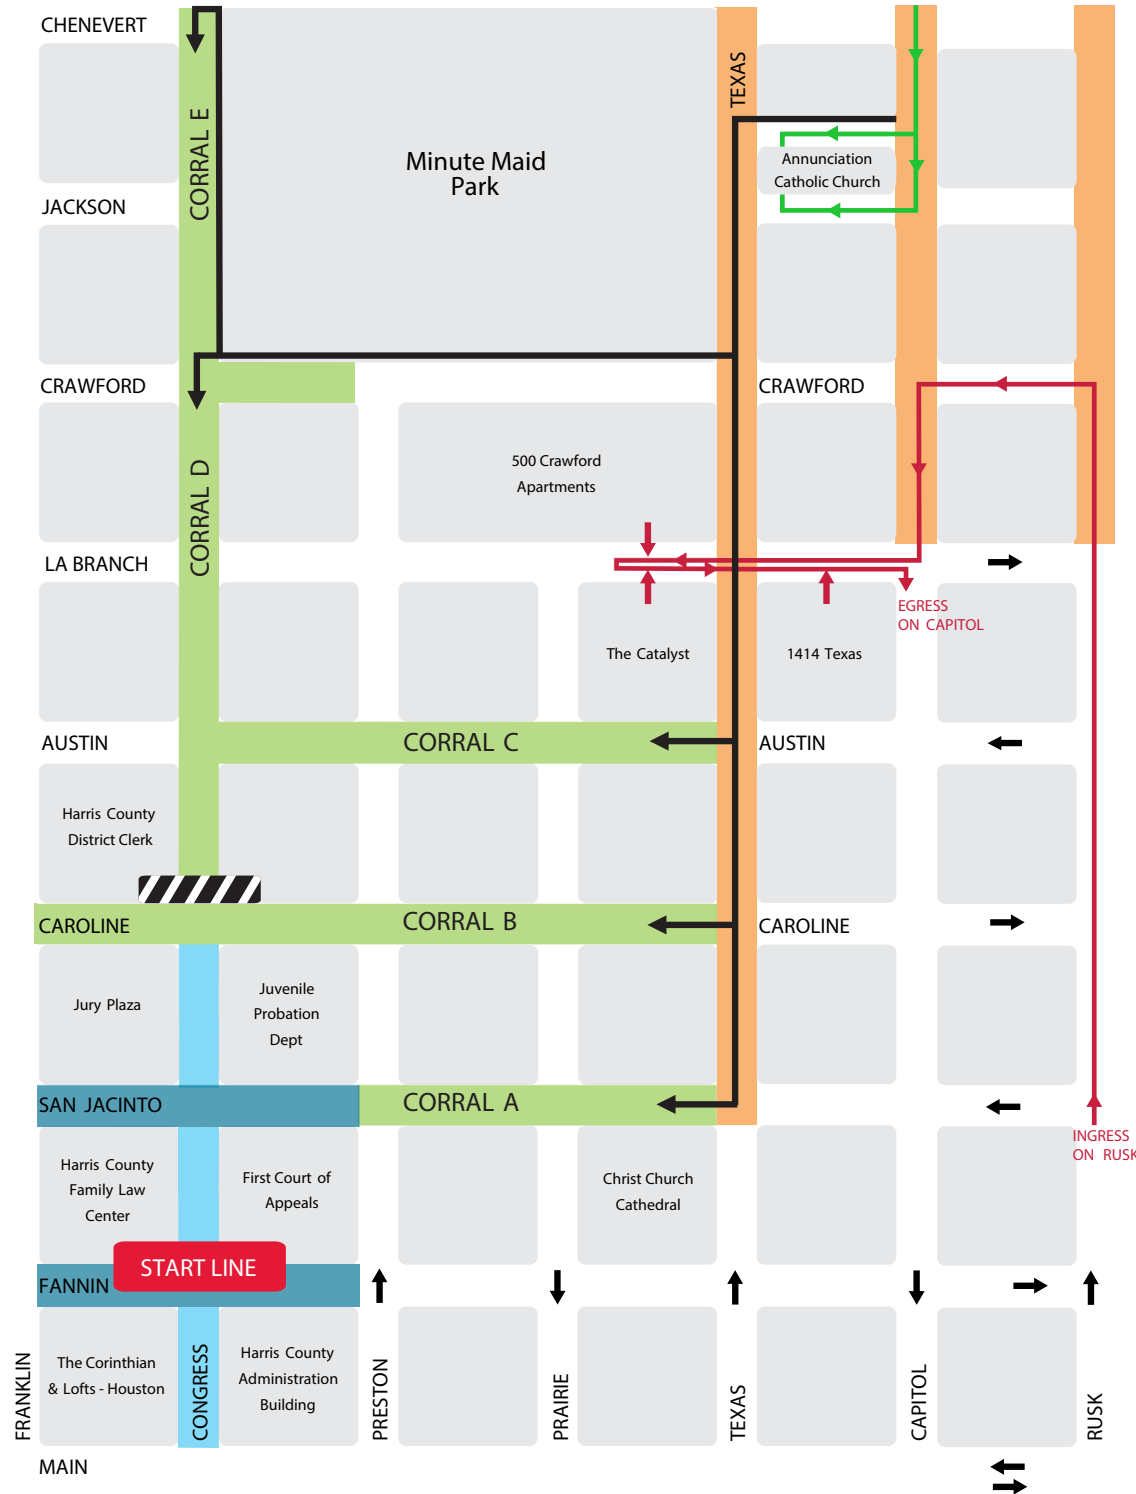 CHENEVERT
TEXAS
CORRAL E
Minute Maid
Park
Annunciation
Catholic Church
JACKSON
CRAWFORD
CRAWFORD
CORRAL D
500 Crawford
Apartments
LA BRANCH
EGRESS
ON CAPITOL
The Catalyst
1414 Texas
AUSTIN
CORRAL C
AUSTIN
Harris County
District Clerk
CAROLINE
CORRAL B
CAROLINE
Jury Plaza
Juvenile
Probation
Dept
SAN JACINTO
CORRAL A
INGRESS
ON RUSK
Harris County
Family Law
Center
First Court of
Appeals
Christ Church
Cathedral
START LINE
FANNIN
FRANKLIN
The Corinthian
& Lofts - Houston
CONGRESS
Harris County
Administration
Building
PRESTON
PRAIRIE
TEXAS
CAPITOL
RUSK
MAIN